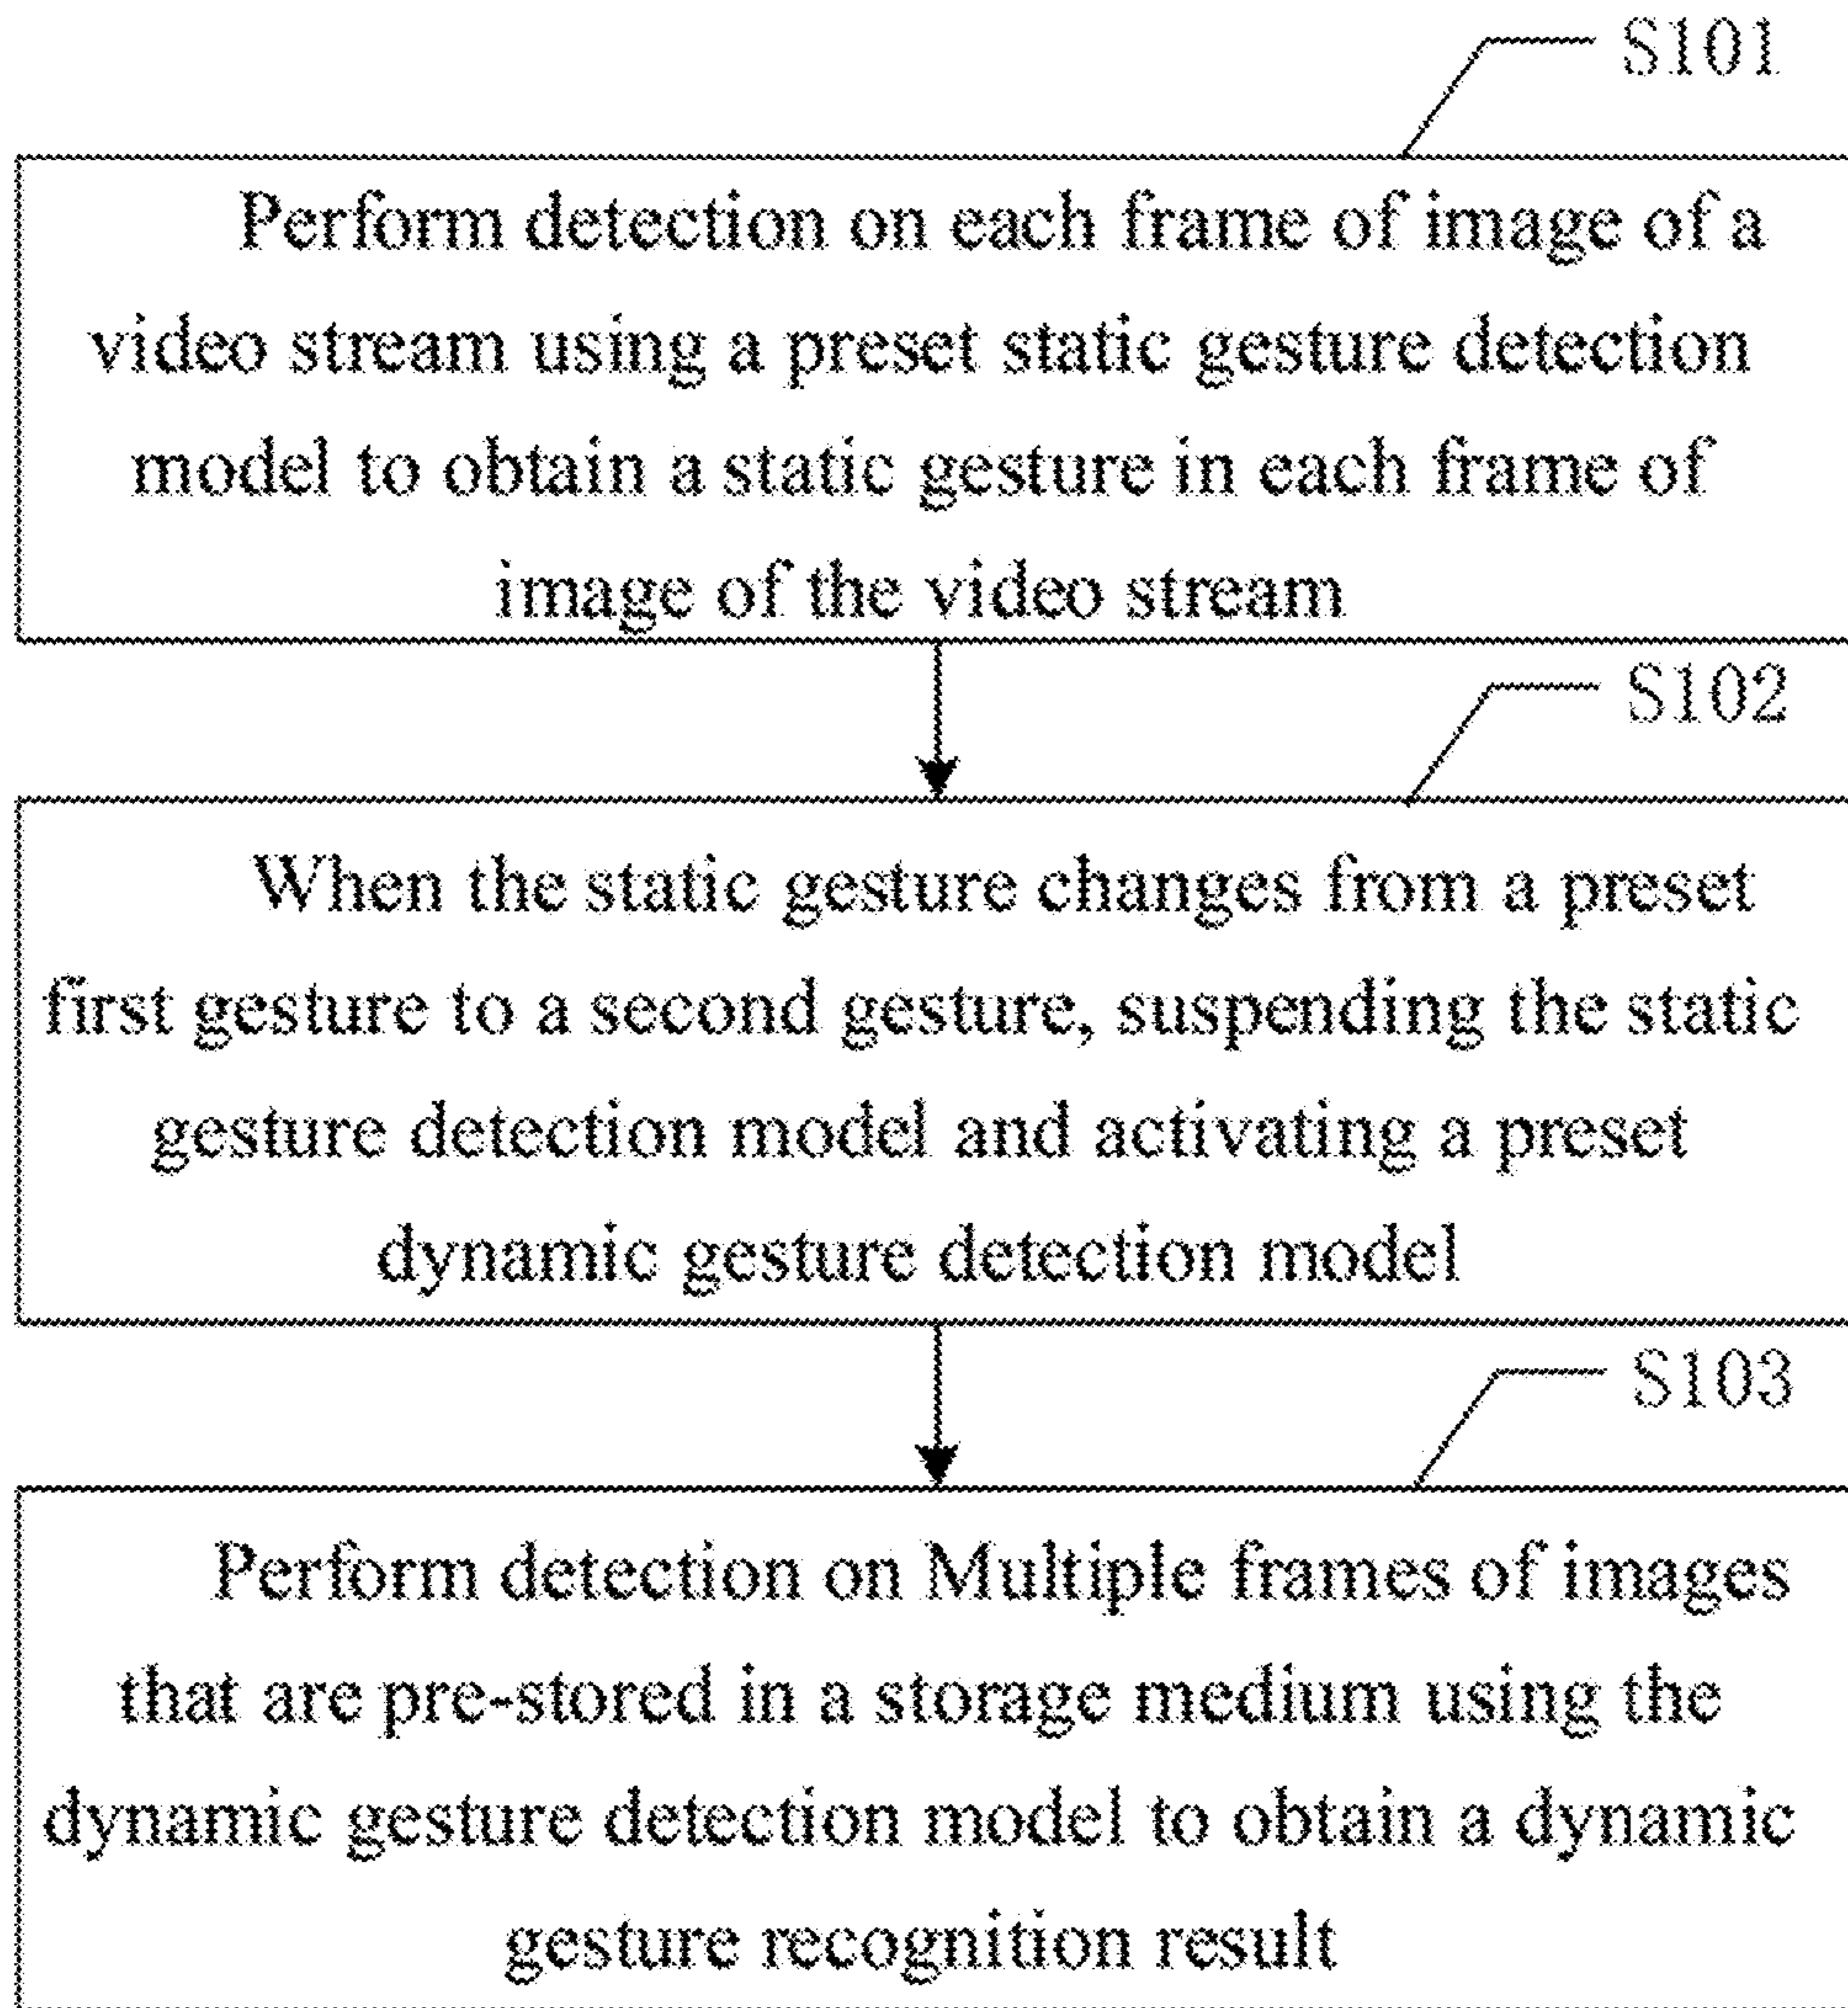 S101
Perform detection on each frame of image of a
video stream using a preset static gesture detection
model to obtain a static gesture in each frame of
image of the video stream
S102
When the static gesture changes from a preset
first gesture to a second gesture, suspending the static
gesture detection model and activating a preset
dynamic gesture detection model
S103
Perform detection on Multiple frames of images
that are pre-stored in a storage medium using the
dynamic gesture detection model to obtain a dynamic
gesture recognition result